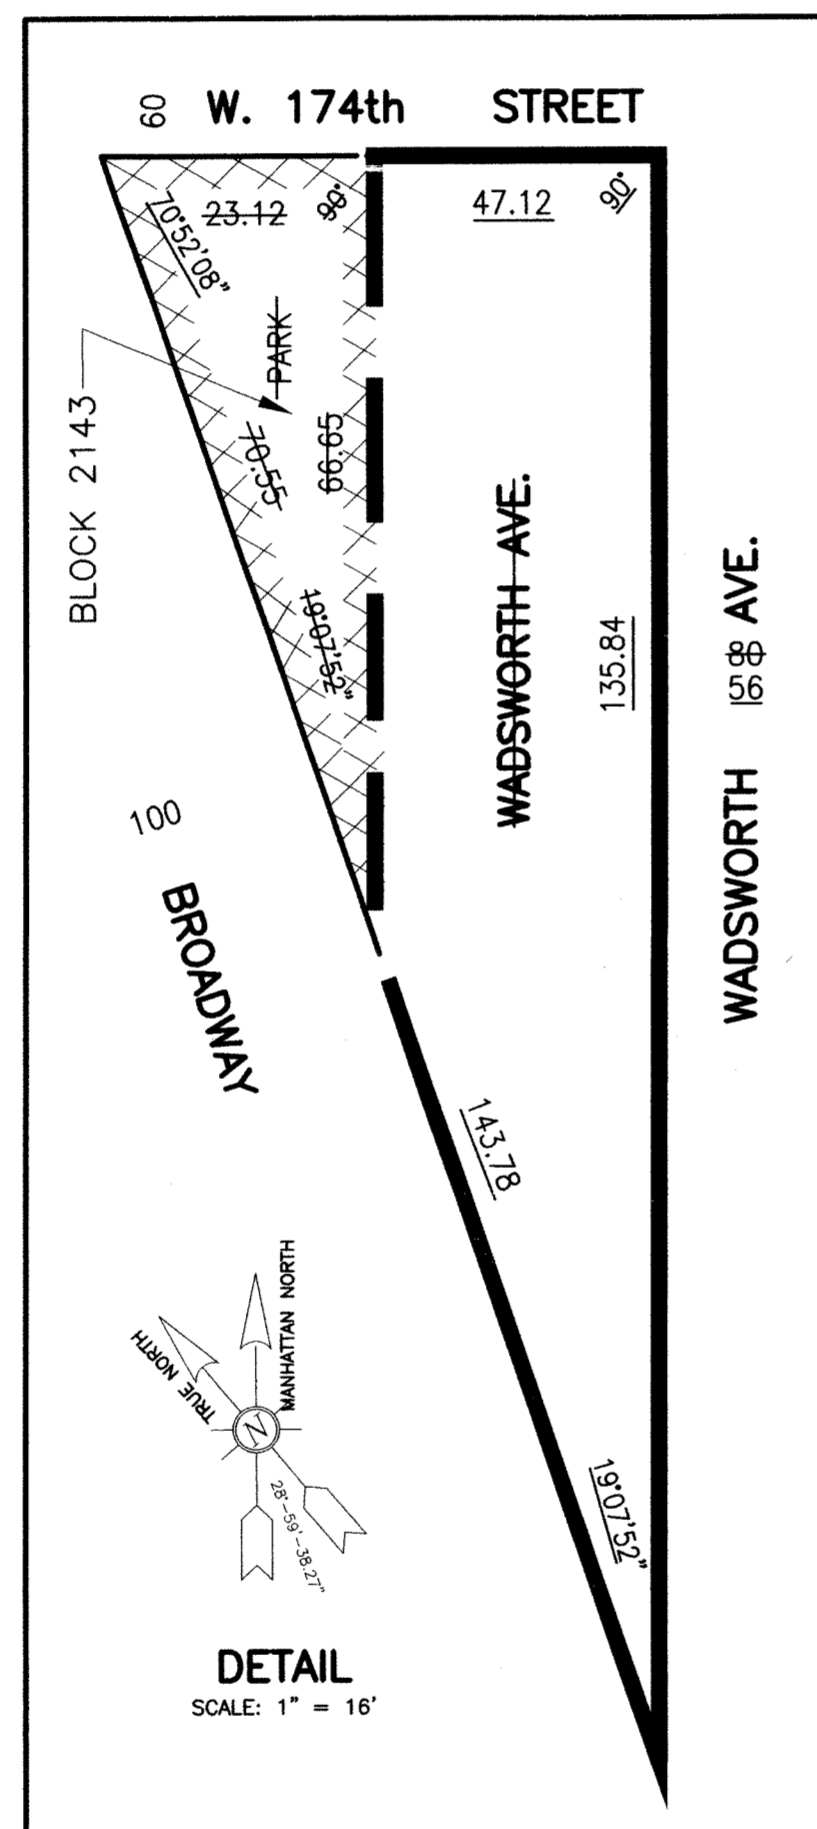 60 W. 174th STREET
70°52'08"
23.12
90°
47.12
90°
PARK
BLOCK 2143
70.55
66.65
19°07'52"
WADSWORTH AVE.
135.84
WADSWORTH 56 80 AVE.
100
BROADWAY
143.78
TRUE NORTH
MANHATTAN NORTH
N
28°-59'-38.27"
19°07'52"
DETAIL
SCALE: 1" = 16'